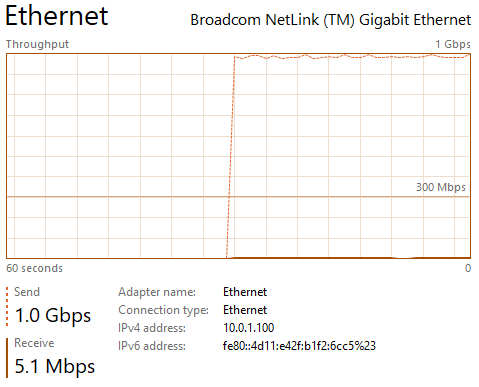 Ethernet
Broadcom NetLink (TM) Gigabit Ethernet
Throughput
1 Gbps
300 Mbps
60 seconds
0
Send
1.0 Gbps
Receive
5.1 Mbps
Adapter name: Ethernet
Connection type: Ethernet
IPv4 address: 10.0.1.100
IPv6 address: fe80::4d11:e42f:b1f2:6cc5%23